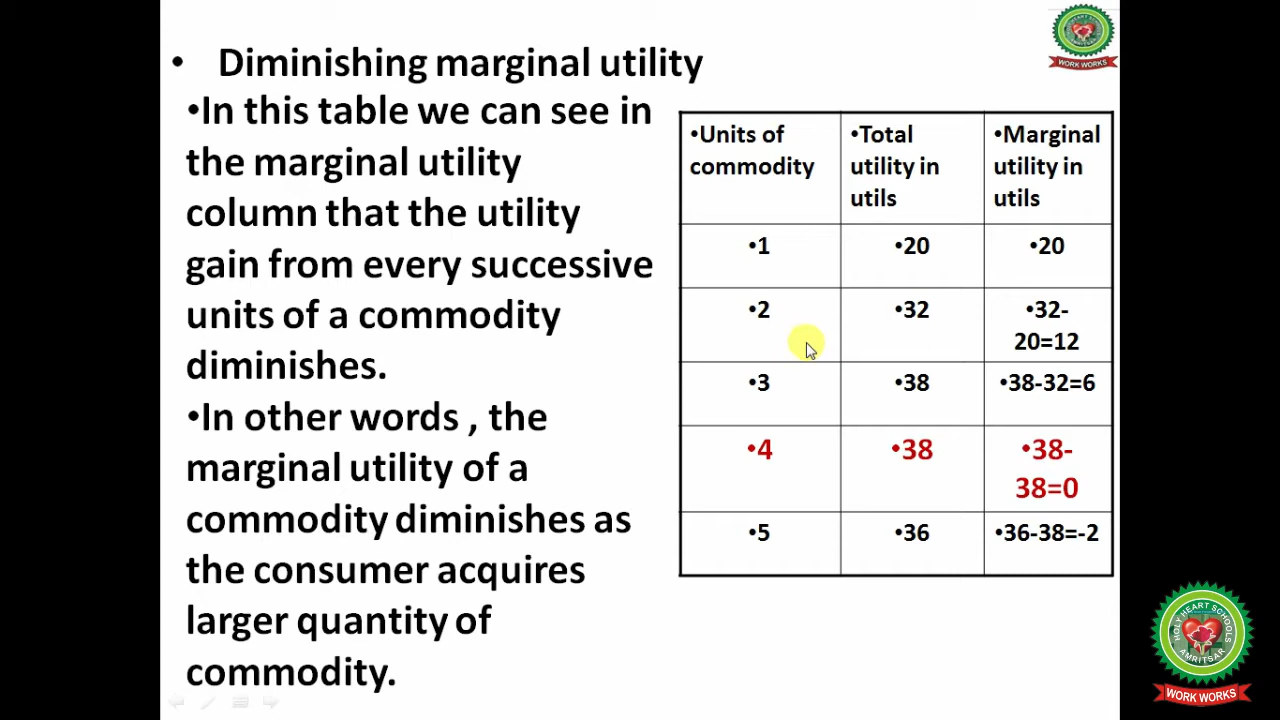 • Diminishing marginal utility
•In this table we can see in
the marginal utility
column that the utility
gain from every successive
units of a commodity
diminishes.
•In other words , the
marginal utility of a
commodity diminishes as
the consumer acquires
larger quantity of
commodity.
•Units of
commodity
•Total
utility in
utils
•Marginal
utility in
utils
•1
•20
•20
•2
•32
•32-
20=12
•3
•38
•38-32=6
•4
•38
•38-
38=0
•5
•36
•36-38=-2
WORK WORKS
HOLY HEART SCHOOLS
AMRITSAR
WORK WORKS